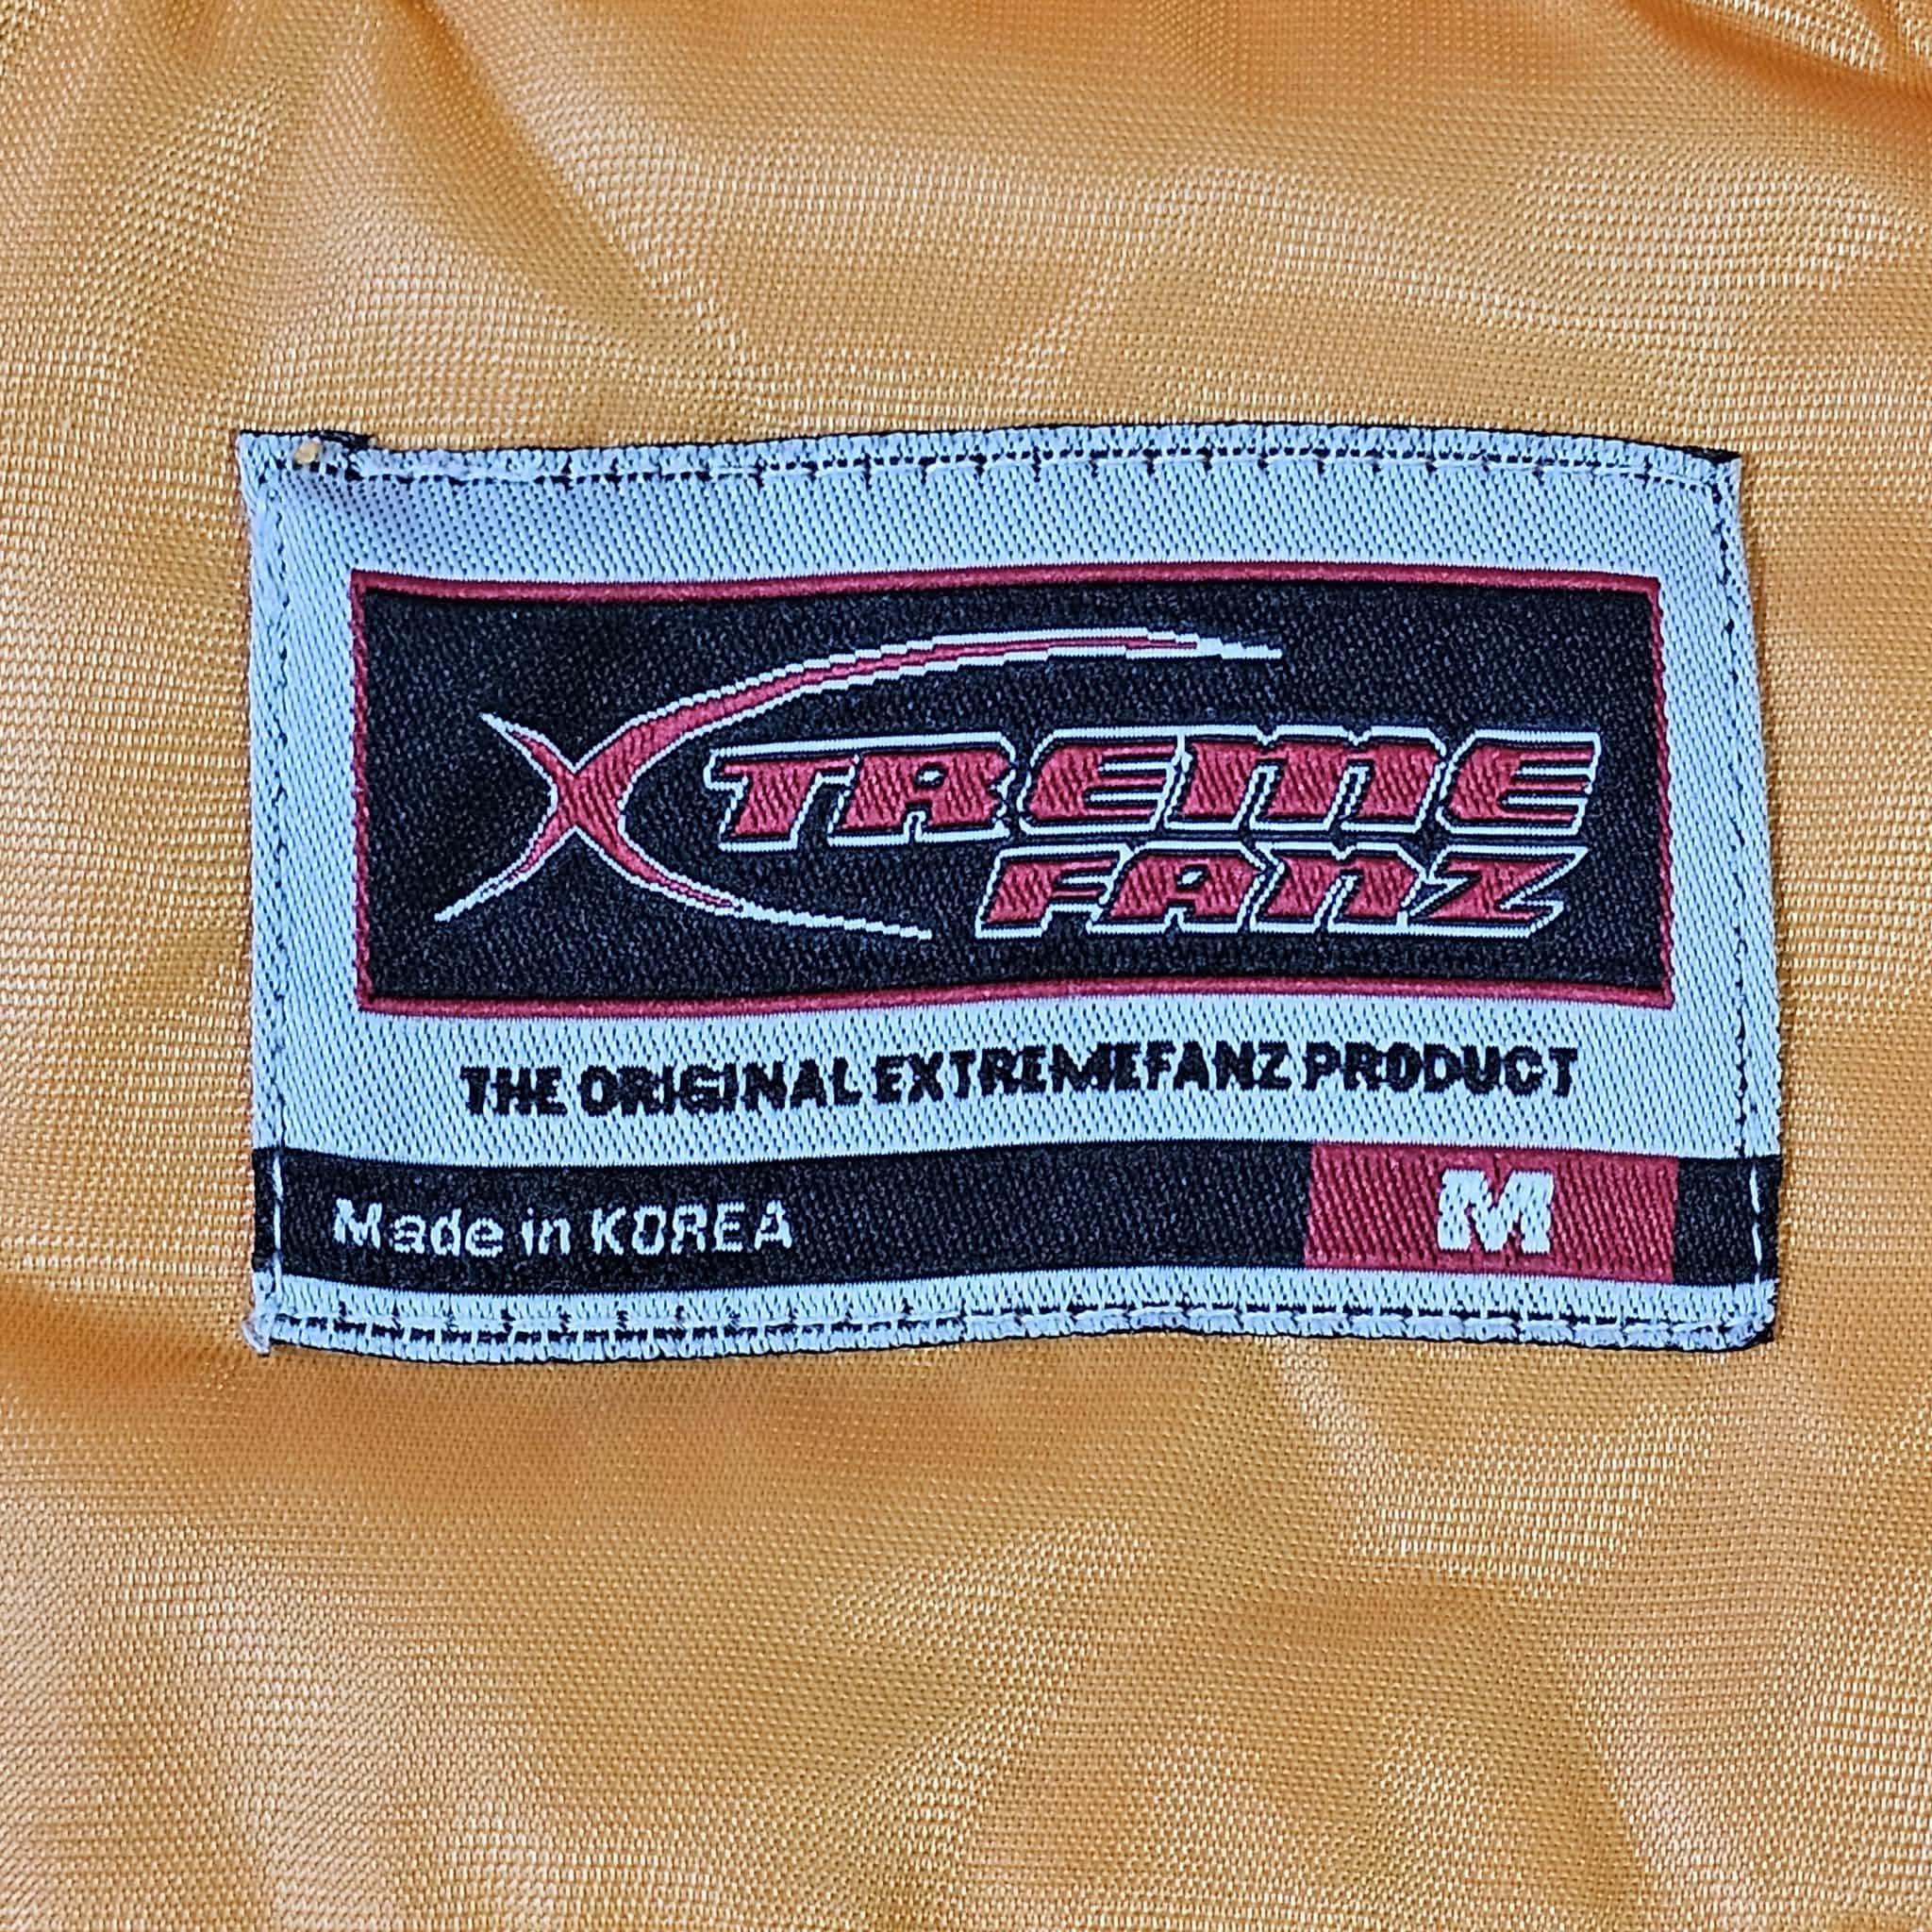 XTREME
FANZ
THE ORIGINAL EXTREMEFANZ PRODUCT
Made in KOREA M